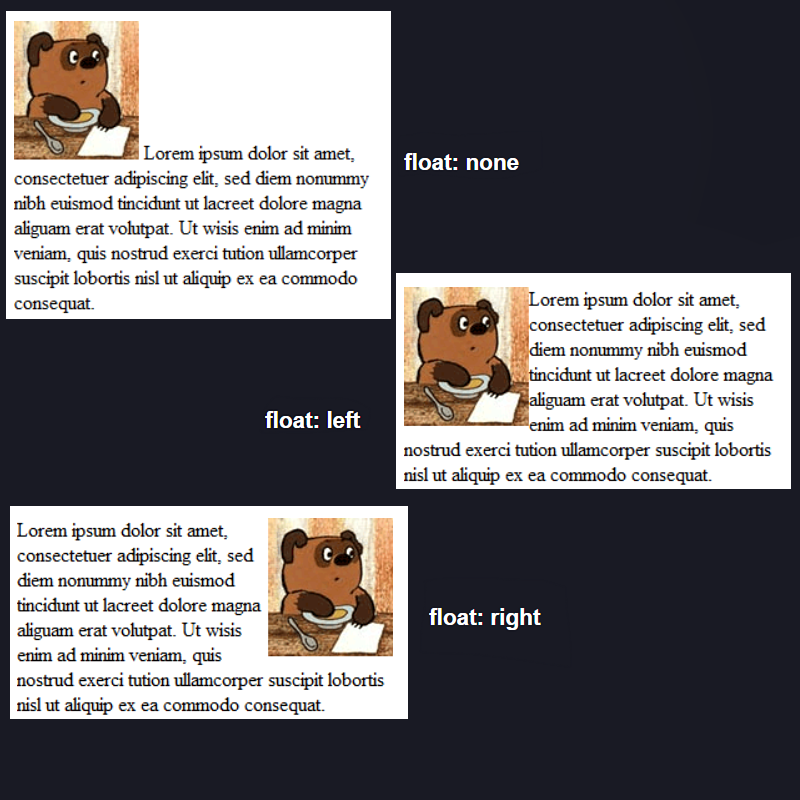 Lorem ipsum dolor sit amet,
consectetuer adipiscing elit, sed diem nonummy
nibh euismod tincidunt ut lacreet dolore magna
aliguam erat volutpat. Ut wisis enim ad minim
veniam, quis nostrud exerci tution ullamcorper
suscipit lobortis nisl ut aliquip ex ea commodo
consequat.
float: none
Lorem ipsum dolor sit amet,
consectetuer adipiscing elit, sed
diem nonummy nibh euismod
tincidunt ut lacreet dolore magna
aliguam erat volutpat. Ut wisis
enim ad minim veniam, quis
nostrud exerci tution ullamcorper suscipit lobortis
nisl ut aliquip ex ea commodo consequat.
float: left
Lorem ipsum dolor sit amet,
consectetuer adipiscing elit, sed
diem nonummy nibh euismod
tincidunt ut lacreet dolore magna
aliguam erat volutpat. Ut wisis
enim ad minim veniam, quis
nostrud exerci tution ullamcorper suscipit lobortis
nisl ut aliquip ex ea commodo consequat.
float: right